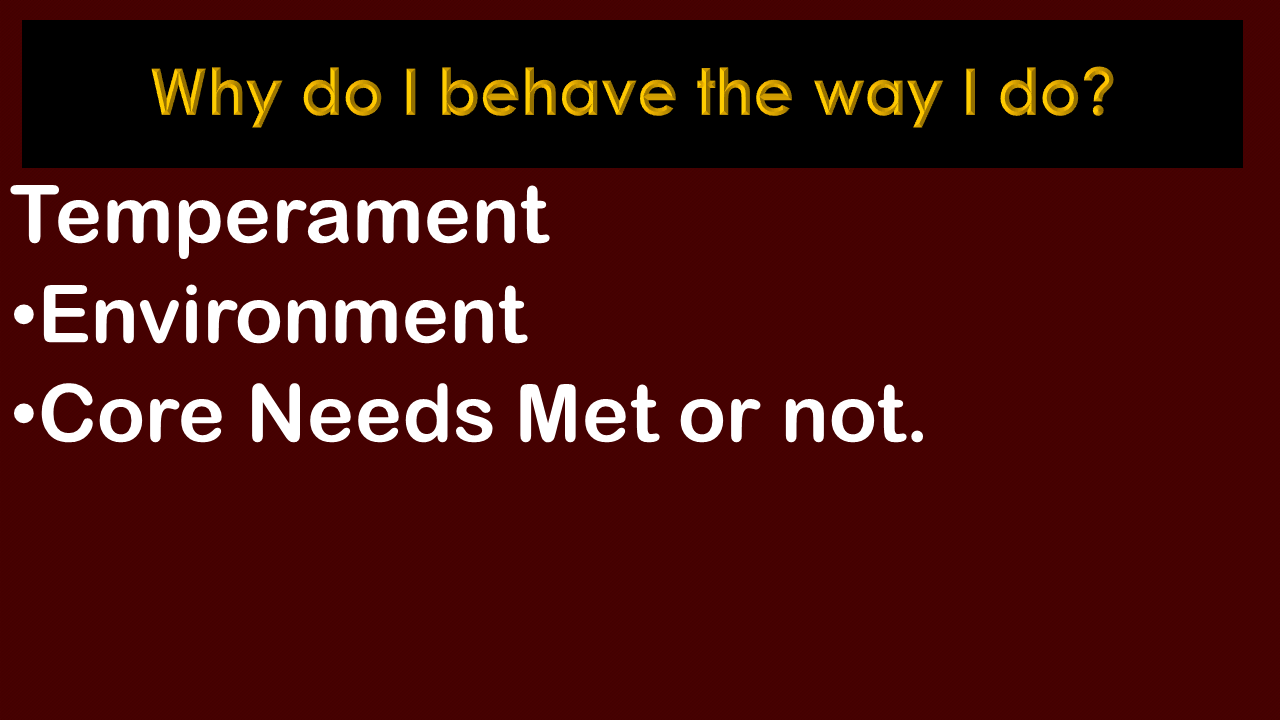 Why do I behave the way I do?
Temperament
•Environment
•Core Needs Met or not.